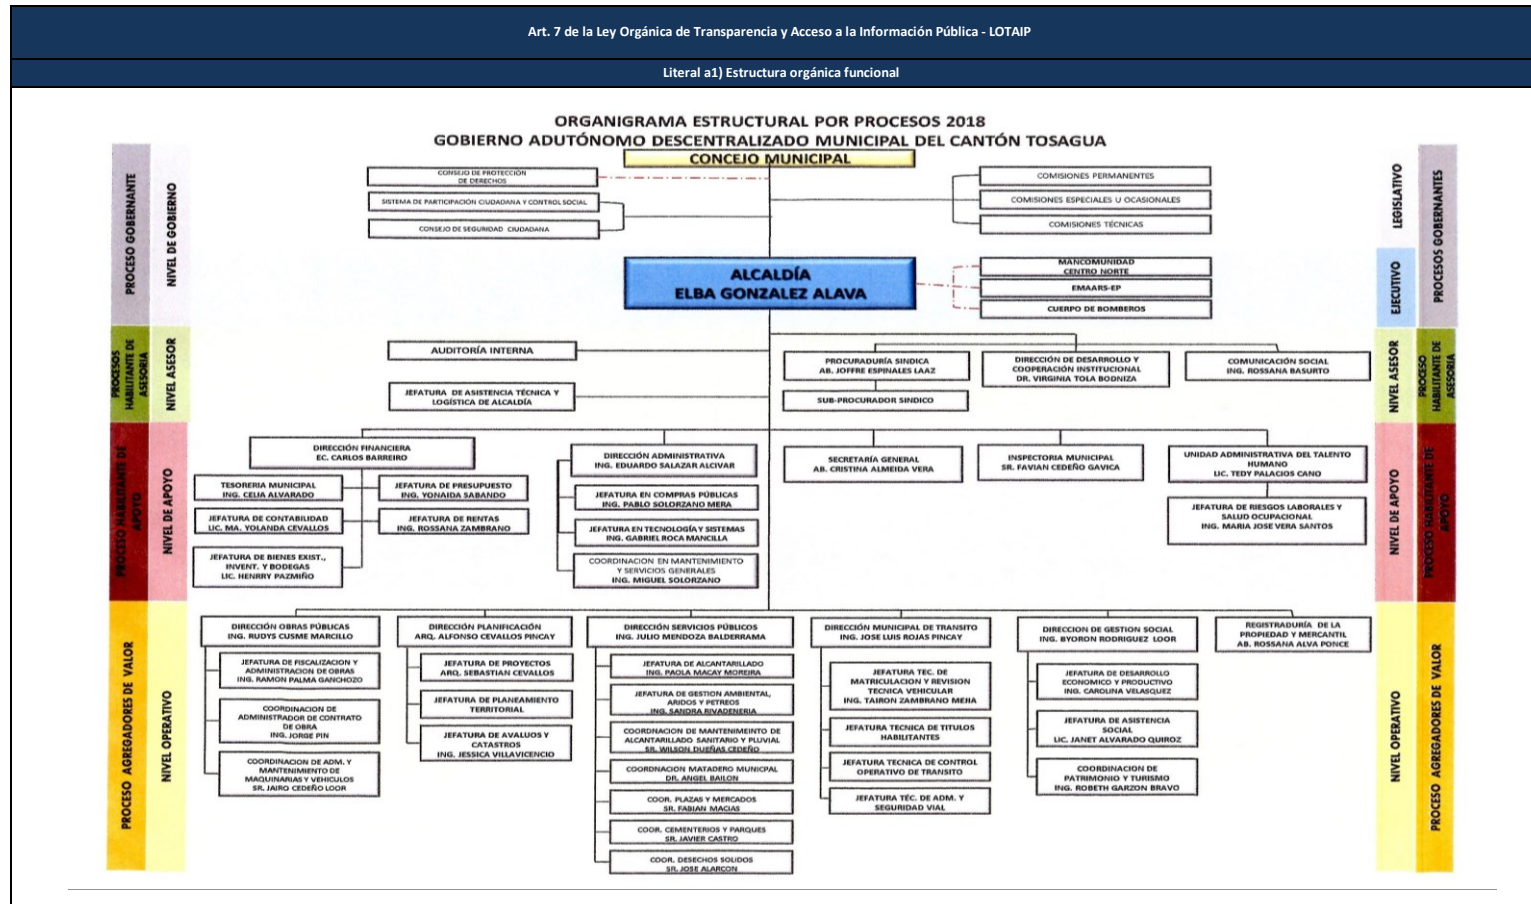 Art. 7 de la Ley Orgánica de Transparencia y Acceso a la Información Pública - LOTAIP
Literal a1) Estructura orgánica funcional
ORGANIGRAMA ESTRUCTURAL POR PROCESOS 2018
GOBIERNO ADUTÓNOMO DESCENTRALIZADO MUNICIPAL DEL CANTÓN TOSAGUA
CONCEJO MUNICIPAL
CONSEJO DE PROTECCIÓN
DE DERECHOS
SISTEMA DE PARTICIPACIÓN CIUDADANA Y CONTROL SOCIAL
CONSEJO DE SEGURIDAD CIUDADANA
COMISIONES PERMANENTES
COMISIONES ESPECIALES U OCASIONALES
COMISIONES TÉCNICAS
PROCESO GOBERNANTE
NIVEL DE GOBIERNO
LEGISLATIVO
EJECUTIVO
PROCESOS GOBERNANTES
ALCALDÍA
ELBA GONZALEZ ALAVA
MANCOMUNIDAD
CENTRO NORTE
EMAARS-EP
CUERPO DE BOMBEROS
PROCESOS
HABILITANTE DE
ASESORIA
NIVEL ASESOR
AUDITORÍA INTERNA
JEFATURA DE ASISTENCIA TÉCNICA Y
LOGÍSTICA DE ALCALDÍA
PROCURADURÍA SINDICA
AB. JOFFRE ESPINALES LAAZ
SUB-PROCURADOR SINDICO
DIRECCIÓN DE DESARROLLO Y
COOPERACIÓN INSTITUCIONAL
DR. VIRGINIA TOLA BODNIZA
COMUNICACIÓN SOCIAL
ING. ROSSANA BASURTO
NIVEL ASESOR
PROCESO
HABILITANTE DE
ASESORIA
PROCESO HABILITANTE DE
APOYO
NIVEL DE APOYO
DIRECCIÓN FINANCIERA
EC. CARLOS BARREIRO
TESORERIA MUNICIPAL
ING. CELIA ALVARADO
JEFATURA DE PRESUPUESTO
ING. YONAIDA SABANDO
JEFATURA DE CONTABILIDAD
LIC. MA. YOLANDA CEVALLOS
JEFATURA DE RENTAS
ING. ROSSANA ZAMBRANO
JEFATURA DE BIENES EXIST.,
INVENT. Y BODEGAS
LIC. HENRRY PAZMIÑO
DIRECCIÓN ADMINISTRATIVA
ING. EDUARDO SALAZAR ALCIVAR
JEFATURA EN COMPRAS PÚBLICAS
ING. PABLO SOLORZANO MERA
JEFATURA EN TECNOLOGÍA Y SISTEMAS
ING. GABRIEL ROCA MANCILLA
COORDINACION EN MANTENIMIENTO
Y SERVICIOS GENERALES
ING. MIGUEL SOLORZANO
SECRETARÍA GENERAL
AB. CRISTINA ALMEIDA VERA
INSPECTORIA MUNICIPAL
SR. FAVIAN CEDEÑO GAVICA
UNIDAD ADMINISTRATIVA DEL TALENTO
HUMANO
LIC. TEDY PALACIOS CANO
JEFATURA DE RIESGOS LABORALES Y
SALUD OCUPACIONAL
ING. MARIA JOSE VERA SANTOS
NIVEL DE APOYO
PROCESO HABILITANTE DE
APOYO
PROCESO AGREGADORES DE VALOR
NIVEL OPERATIVO
DIRECCIÓN OBRAS PÚBLICAS
ING. RUDYS CUSME MARCILLO
JEFATURA DE FISCALIZACION Y
ADMINISTRACION DE OBRAS
ING. RAMON PALMA GANCHOZO
COORDINACION DE
ADMINISTRADOR DE CONTRATO
DE OBRA
ING. JORGE PIN
COORDINACION DE ADM. Y
MANTENIMIENTO DE
MAQUINARIAS Y VEHICULOS
SR. JAIRO CEDEÑO LOOR
DIRECCIÓN PLANIFICACIÓN
ARQ. ALFONSO CEVALLOS PINCAY
JEFATURA DE PROYECTOS
ARQ. SEBASTIAN CEVALLOS
JEFATURA DE PLANEAMIENTO
TERRITORIAL
JEFATURA DE AVALUOS Y
CATASTROS
ING. JESSICA VILLAVICENCIO
DIRECCIÓN SERVICIOS PÚBLICOS
ING. JULIO MENDOZA BALDERRAMA
JEFATURA DE ALCANTARILLADO
ING. PAOLA MACAY MOREIRA
JEFATURA DE GESTION AMBIENTAL,
ARIDOS Y PETREOS
ING. SANDRA RIVADENERIA
COORDNACION DE MANTENIMEINTO DE
ALCANTARILLADO SANITARIO Y PLUVIAL
SR. WILSON DUEÑAS CEDEÑO
COORDNACION MATADERO MUNICPAL
DR. ANGEL BAILON
COOR. PLAZAS Y MERCADOS
SR. FABIAN MACIAS
COOR. CEMENTERIOS Y PARQUES
SR. JAVIER CASTRO
COOR. DESECHOS SOLIDOS
SR. JOSE ALARCON
DIRECCIÓN MUNICIPAL DE TRANSITO
ING. JOSE LUIS ROJAS PINCAY
JEFATURA TEC. DE
MATRICULACION Y REVISION
TECNICA VEHICULAR
ING. TAIRON ZAMBRANO MEJIA
JEFATURA TECNICA DE TITULOS
HABILITANTES
JEFATURA TECNICA DE CONTROL
OPERATIVO DE TRANSITO
JEFATURA TÉC. DE ADM. Y
SEGURIDAD VIAL
DIRECCION DE GESTION SOCIAL
ING. BYORON RODRIGUEZ LOOR
JEFATURA DE DESARROLLO
ECONOMICO Y PRODUCTIVO
ING. CAROLINA VELASQUEZ
JEFATURA DE ASISTENCIA
SOCIAL
LIC. JANET ALVARADO QUIROZ
COORDINACION DE
PATRIMONIO Y TURISMO
ING. ROBETH GARZON BRAVO
REGISTRADURÍA DE LA
PROPIEDAD Y MERCANTIL
AB. ROSSANA ALVA PONCE
NIVEL OPERATIVO
PROCESO AGREGADORES DE VALOR